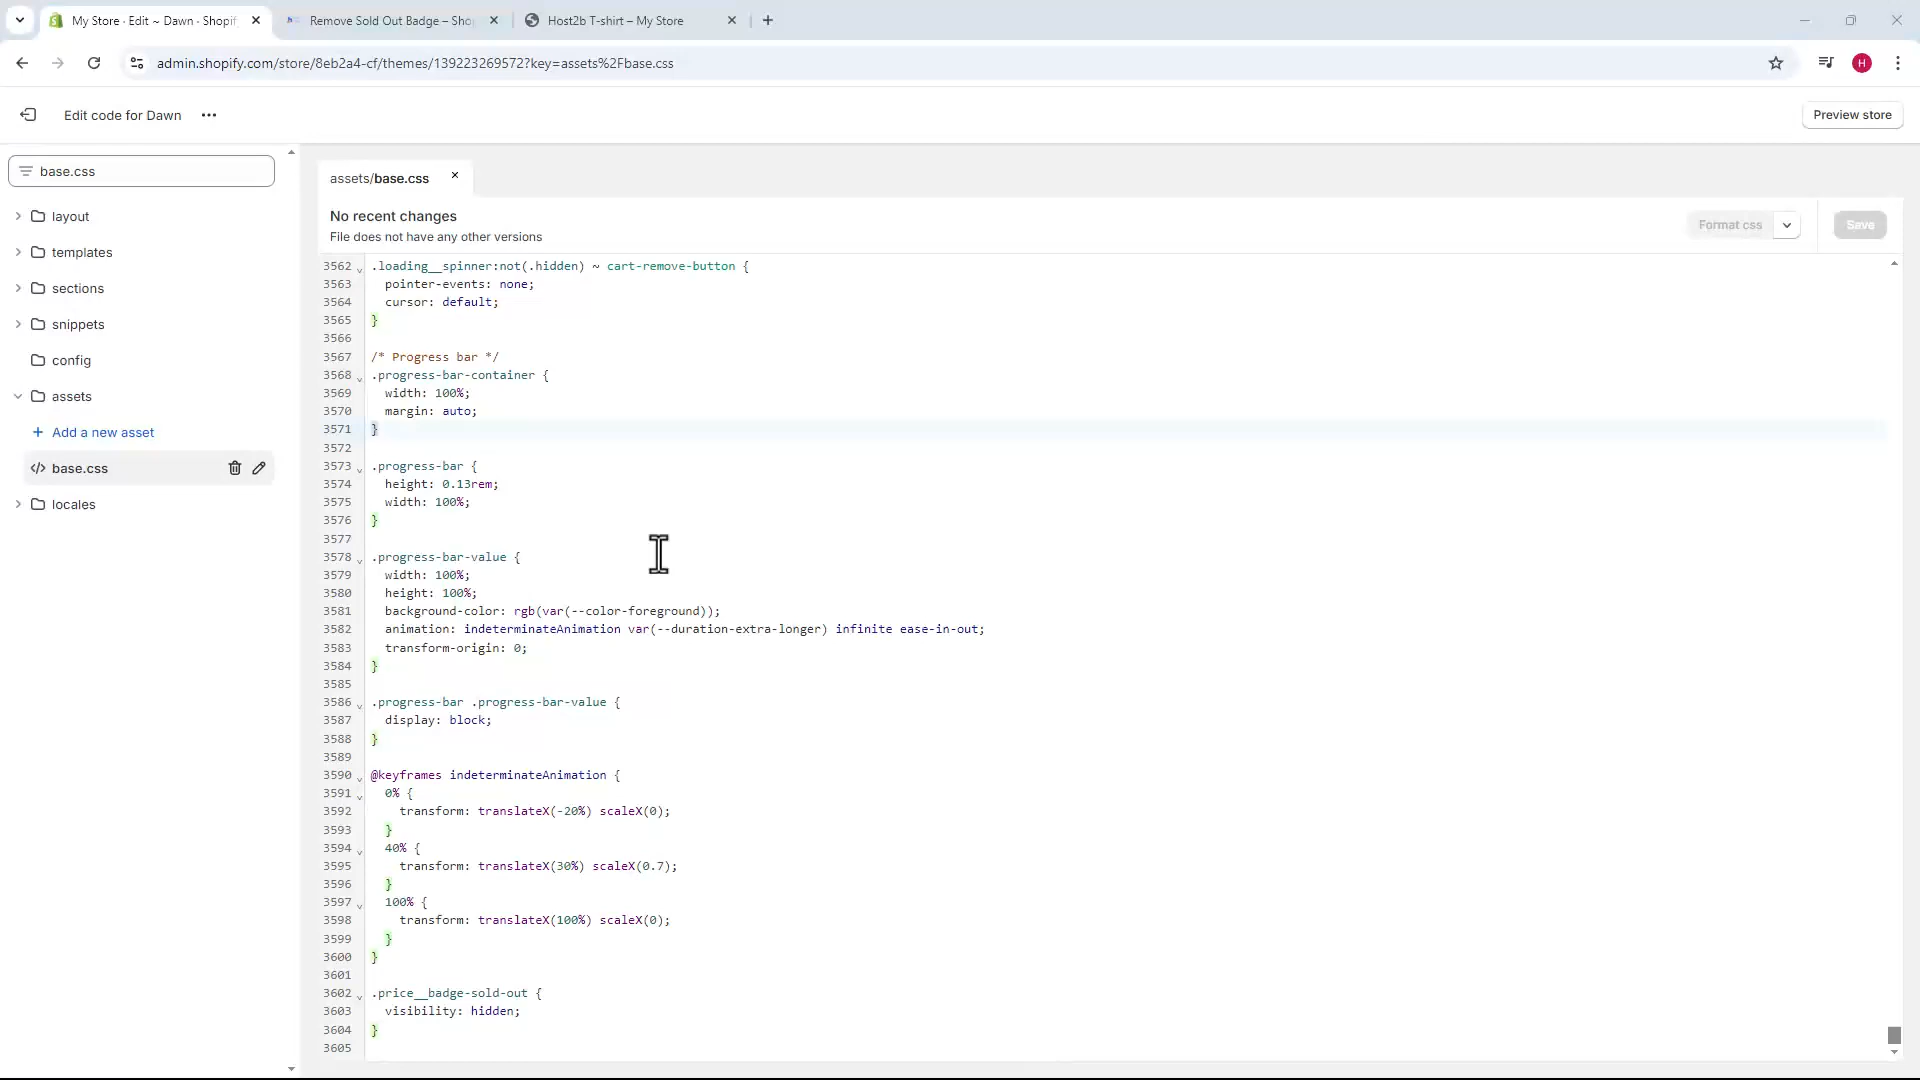 My Store · Edit ~ Dawn · Shopif
Remove Sold Out Badge – Sho
Host2b T-shirt – My Store
admin.shopify.com/store/8eb2a4-cf/themes/139223269572?key=assets%2Fbase.css
H
Edit code for Dawn
Preview store
base.css
layout
templates
sections
snippets
config
assets
+ Add a new asset
</> base.css
locales
assets/base.css
No recent changes
File does not have any other versions
Format css
Save
3562 .loading__spinner:not(.hidden) ~ cart-remove-button {
3563 pointer-events: none;
3564 cursor: default;
3565 }
3566
3567 /* Progress bar */
3568 .progress-bar-container {
3569 width: 100%;
3570 margin: auto;
3571 }
3572
3573 .progress-bar {
3574 height: 0.13rem;
3575 width: 100%;
3576 }
3577
3578 .progress-bar-value {
3579 width: 100%;
3580 height: 100%;
3581 background-color: rgb(var(--color-foreground));
3582 animation: indeterminateAnimation var(--duration-extra-longer) infinite ease-in-out;
3583 transform-origin: 0;
3584 }
3585
3586 .progress-bar .progress-bar-value {
3587 display: block;
3588 }
3589
3590 @keyframes indeterminateAnimation {
3591 0% {
3592 transform: translateX(-20%) scaleX(0);
3593 }
3594 40% {
3595 transform: translateX(30%) scaleX(0.7);
3596 }
3597 100% {
3598 transform: translateX(100%) scaleX(0);
3599 }
3600 }
3601
3602 .price__badge-sold-out {
3603 visibility: hidden;
3604 }
3605